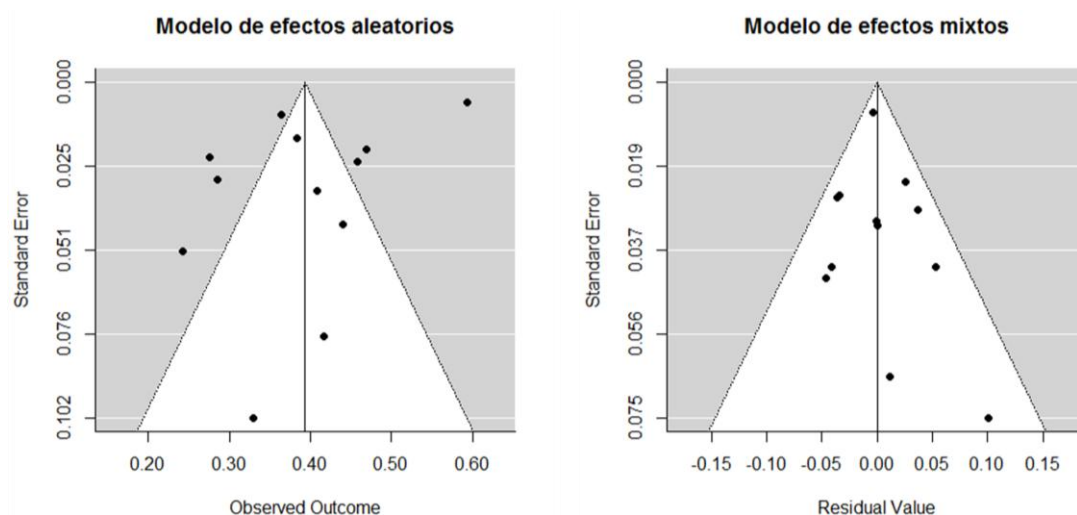 Modelo de efectos aleatorios
Standard Error
0.000
0.025
0.051
0.076
0.102
0.20 0.30 0.40 0.50 0.60
Observed Outcome
Modelo de efectos mixtos
Standard Error
0.000
0.019
0.037
0.056
0.075
-0.15 -0.10 -0.05 0.00 0.05 0.10 0.15
Residual Value